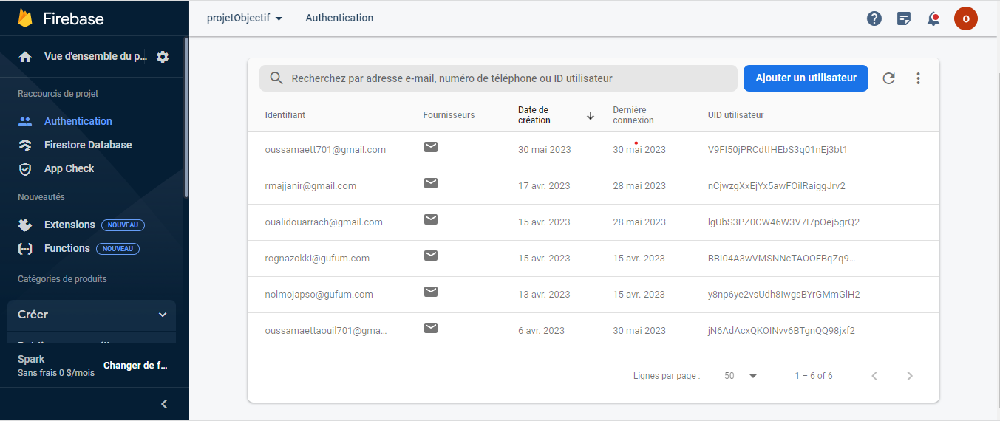 Firebase
projetObjectif
Authentication
o
Vue d'ensemble du p...
Raccourcis de projet
Authentication
Firestore Database
App Check
Nouveautés
Extensions NOUVEAU
Functions NOUVEAU
Catégories de produits
Créer
Spark
Sans frais 0 $/mois
Changer de f...
Recherchez par adresse e-mail, numéro de téléphone ou ID utilisateur
Ajouter un utilisateur
Identifiant Fournisseurs Date de création Dernière connexion UID utilisateur
oussamaett701@gmail.com 30 mai 2023 30 mai 2023 V9FI50jPRCdtfHEbS3q01nEj3bt1
rmajjanir@gmail.com 17 avr. 2023 28 mai 2023 nCjwzgXxEjYx5awFOilRaiggJrv2
oualidouarrach@gmail.com 15 avr. 2023 28 mai 2023 lgUbS3PZ0CW46W3V7I7pOej5grQ2
rognazokki@gufum.com 15 avr. 2023 15 avr. 2023 BBI04A3wVMSNNcTAOOFBqZq9...
nolmojapso@gufum.com 13 avr. 2023 15 avr. 2023 y8np6ye2vsUdh8IwgsBYrGMmGlH2
oussamaettaouil701@gma... 6 avr. 2023 30 mai 2023 jN6AdAcxQKOINvv6BTgnQQ98jxf2
Lignes par page : 50 1 – 6 of 6